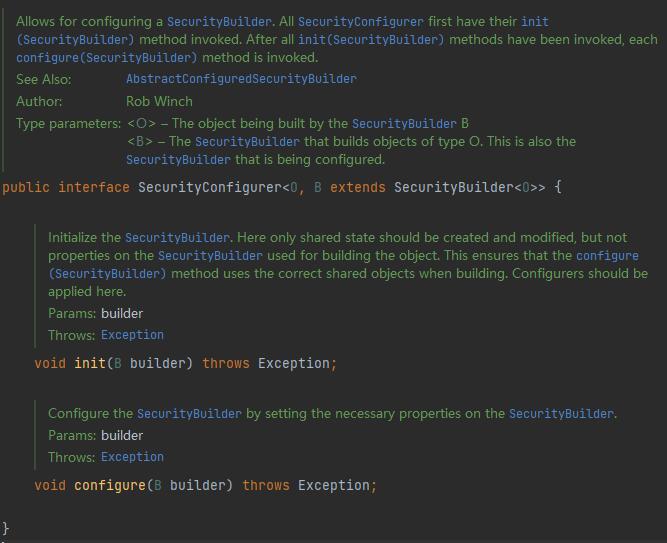 Allows for configuring a SecurityBuilder. All SecurityConfigurer first have their init
(SecurityBuilder) method invoked. After all init(SecurityBuilder) methods have been invoked, each
configure(SecurityBuilder) method is invoked.
See Also: AbstractConfiguredSecurityBuilder
Author: Rob Winch
Type parameters: <O> – The object being built by the SecurityBuilder B
<B> – The SecurityBuilder that builds objects of type O. This is also the
SecurityBuilder that is being configured.
public interface SecurityConfigurer<O, B extends SecurityBuilder<O>> {
Initialize the SecurityBuilder. Here only shared state should be created and modified, but not
properties on the SecurityBuilder used for building the object. This ensures that the configure
(SecurityBuilder) method uses the correct shared objects when building. Configurers should be
applied here.
Params: builder
Throws: Exception
void init(B builder) throws Exception;
Configure the SecurityBuilder by setting the necessary properties on the SecurityBuilder.
Params: builder
Throws: Exception
void configure(B builder) throws Exception;
}